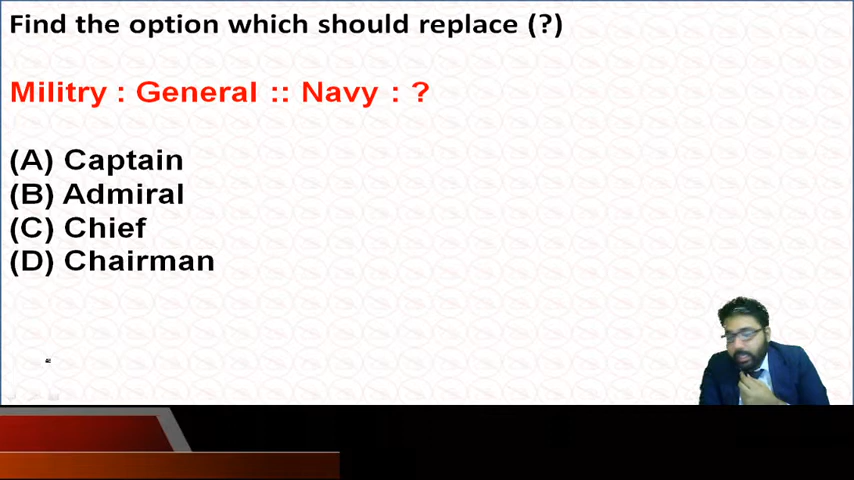 Find the option which should replace (?)
Militry : General :: Navy : ?
(A) Captain
(B) Admiral
(C) Chief
(D) Chairman